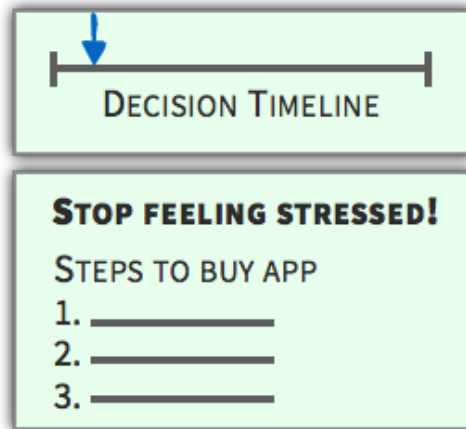 Decision Timeline
Stop feeling stressed!
Steps to buy app
1.
2.
3.